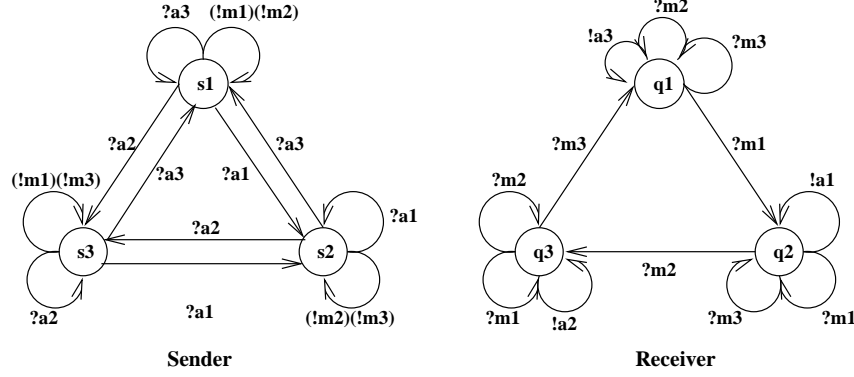 ?a3 (!m1)(!m2)
s1
?a2
?a3
?a1
?a3
(!m1)(!m3)
?a2
?a1
s3
s2
?a2
?a1
(!m2)(!m3)
Sender
?m2
!a3
?m3
q1
?m3
?m1
?m2
!a1
q3
q2
?m2
?m1
!a2
?m3
?m1
Receiver